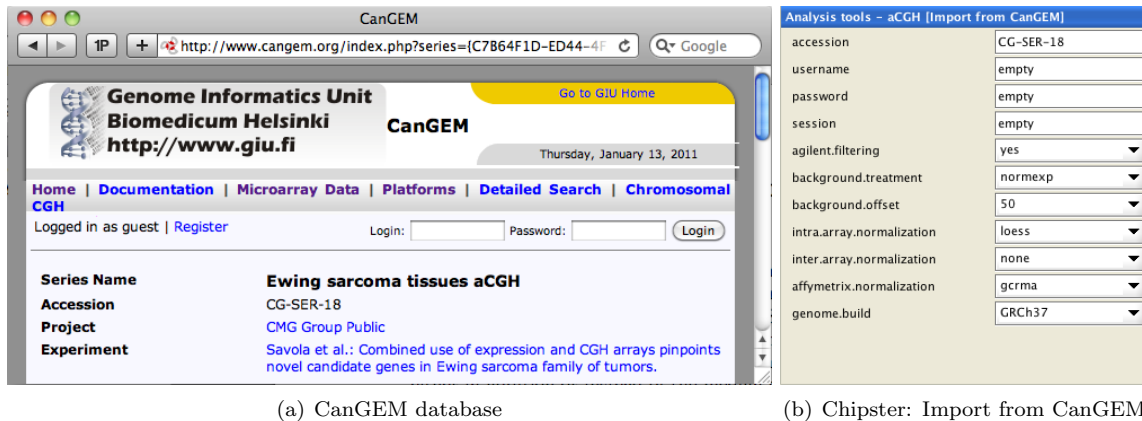 CanGEM
1P
+
http://www.cangem.org/index.php?series={C7B64F1D-ED44-4F
Google
Genome Informatics Unit
Biomedicum Helsinki
http://www.giu.fi
CanGEM
Go to GIU Home
Thursday, January 13, 2011
Home | Documentation | Microarray Data | Platforms | Detailed Search | Chromosomal
CGH
Logged in as guest | Register
Login:
Password:
Login
Series Name Ewing sarcoma tissues aCGH
Accession CG-SER-18
Project CMG Group Public
Experiment Savola et al.: Combined use of expression and CGH arrays pinpoints
novel candidate genes in Ewing sarcoma family of tumors.
(a) CanGEM database
Analysis tools - aCGH [Import from CanGEM]
accession CG-SER-18
username empty
password empty
session empty
agilent.filtering yes
background.treatment normexp
background.offset 50
intra.array.normalization loess
inter.array.normalization none
affymetrix.normalization gcrma
genome.build GRCh37
(b) Chipster: Import from CanGEM